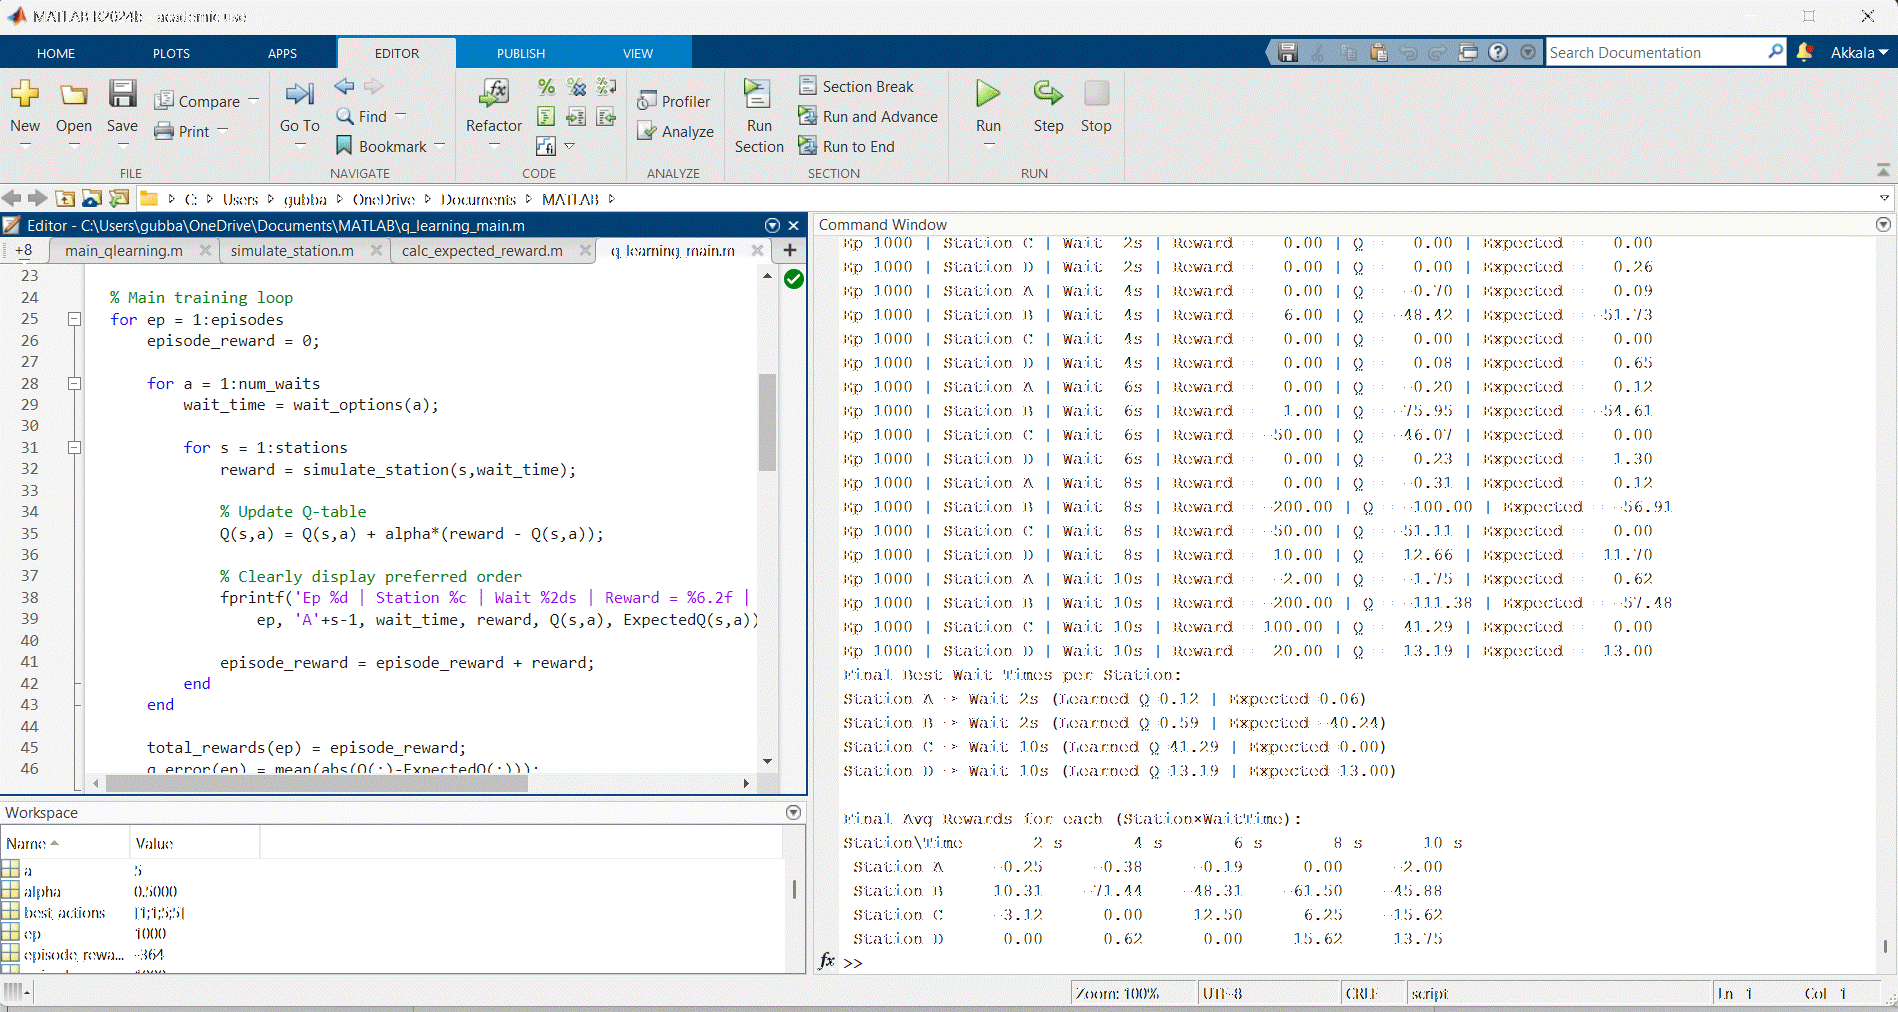 MATLAB R2024b - academic use
HOME PLOTS APPS EDITOR PUBLISH VIEW
Search Documentation
Akkala
New
Open
Save
Compare
Print
FILE
Go To
Find
Bookmark
NAVIGATE
Refactor
CODE
Profiler
Analyze
ANALYZE
Run Section
Section Break
Run and Advance
Run to End
SECTION
Run
Step
Stop
RUN
C: Users gubba OneDrive Documents MATLAB
Editor - C:\Users\gubba\OneDrive\Documents\MATLAB\q_learning_main.m
+8 main_qlearning.m simulate_station.m calc_expected_reward.m q_learning_main.m
23
24 % Main training loop
25 for ep = 1:episodes
26 episode_reward = 0;
27
28 for a = 1:num_waits
29 wait_time = wait_options(a);
30
31 for s = 1:stations
32 reward = simulate_station(s,wait_time);
33
34 % Update Q-table
35 Q(s,a) = Q(s,a) + alpha*(reward - Q(s,a));
36
37 % Clearly display preferred order
38 fprintf('Ep %d | Station %c | Wait %2ds | Reward = %6.2f |
39 ep, 'A'+s-1, wait_time, reward, Q(s,a), ExpectedQ(s,a))
40
41 episode_reward = episode_reward + reward;
42 end
43 end
44
45 total_rewards(ep) = episode_reward;
46 q_error(ep) = mean(abs(Q(:)-ExpectedQ(:)));
Workspace
Name Value
a 5
alpha 0.5000
best_actions [1;1;5;5]
ep 1000
episode_rewa... -364
Command Window
Ep 1000 | Station C | Wait 2s | Reward = 0.00 | Q = 0.00 | Expected = 0.00
Ep 1000 | Station D | Wait 2s | Reward = 0.00 | Q = 0.00 | Expected = 0.26
Ep 1000 | Station A | Wait 4s | Reward = 0.00 | Q = -0.70 | Expected = 0.09
Ep 1000 | Station B | Wait 4s | Reward = 6.00 | Q = -48.42 | Expected = -51.73
Ep 1000 | Station C | Wait 4s | Reward = 0.00 | Q = 0.00 | Expected = 0.00
Ep 1000 | Station D | Wait 4s | Reward = 0.00 | Q = 0.08 | Expected = 0.65
Ep 1000 | Station A | Wait 6s | Reward = 0.00 | Q = -0.20 | Expected = 0.12
Ep 1000 | Station B | Wait 6s | Reward = 1.00 | Q = -75.95 | Expected = -54.61
Ep 1000 | Station C | Wait 6s | Reward = -50.00 | Q = -46.07 | Expected = 0.00
Ep 1000 | Station D | Wait 6s | Reward = 0.00 | Q = 0.23 | Expected = 1.30
Ep 1000 | Station A | Wait 8s | Reward = 0.00 | Q = -0.31 | Expected = 0.12
Ep 1000 | Station B | Wait 8s | Reward = -200.00 | Q = -100.00 | Expected = -56.91
Ep 1000 | Station C | Wait 8s | Reward = -50.00 | Q = -51.11 | Expected = 0.00
Ep 1000 | Station D | Wait 8s | Reward = 10.00 | Q = 12.66 | Expected = 11.70
Ep 1000 | Station A | Wait 10s | Reward = -2.00 | Q = -1.75 | Expected = 0.62
Ep 1000 | Station B | Wait 10s | Reward = -200.00 | Q = -111.38 | Expected = -57.48
Ep 1000 | Station C | Wait 10s | Reward = 100.00 | Q = 41.29 | Expected = 0.00
Ep 1000 | Station D | Wait 10s | Reward = 20.00 | Q = 13.19 | Expected = 13.00
Final Best Wait Times per Station:
Station A -> Wait 2s (Learned Q=0.12 | Expected=0.06)
Station B -> Wait 2s (Learned Q=0.59 | Expected=-40.24)
Station C -> Wait 10s (Learned Q=41.29 | Expected=0.00)
Station D -> Wait 10s (Learned Q=13.19 | Expected=13.00)
Final Avg Rewards for each (Station×WaitTime):
Station\Time 2 s 4 s 6 s 8 s 10 s
Station A -0.25 -0.38 -0.19 0.00 -2.00
Station B 10.31 -71.44 -48.31 -61.50 -45.88
Station C -3.12 0.00 12.50 6.25 -15.62
Station D 0.00 0.62 0.00 15.62 13.75
fx >>
Zoom: 100% UTF-8 CRLF script Ln 1 Col 1